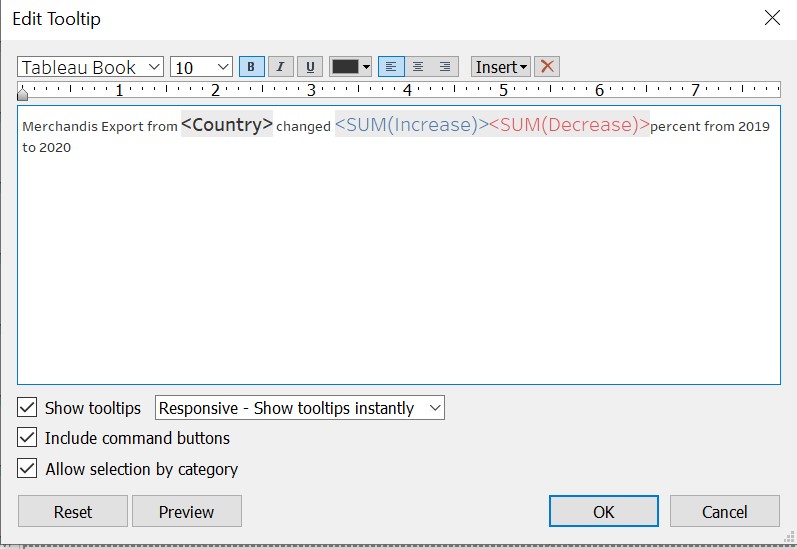 Edit Tooltip
Tableau Book 10 B I U Insert
1 2 3 4 5 6 7
Merchandis Export from <Country> changed <SUM(Increase)><SUM(Decrease)>percent from 2019
to 2020
Show tooltips Responsive - Show tooltips instantly
Include command buttons
Allow selection by category
Reset Preview OK Cancel